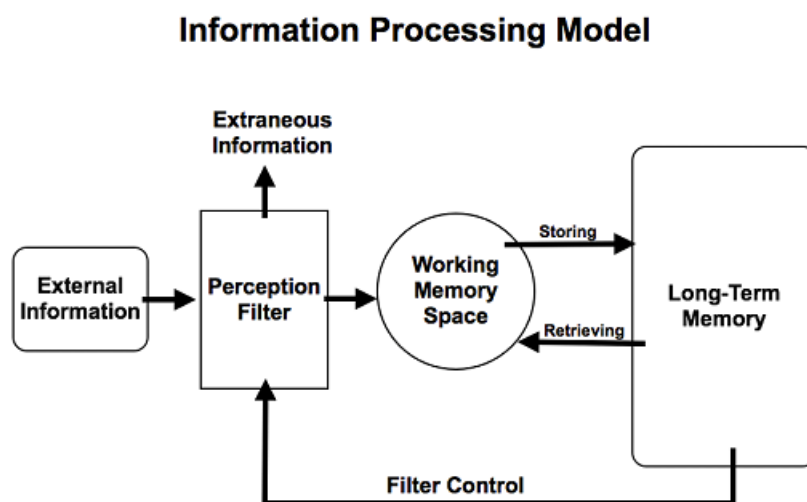 Information Processing Model
Extraneous
Information
External
Information
Perception
Filter
Working
Memory
Space
Storing
Retrieving
Long-Term
Memory
Filter Control